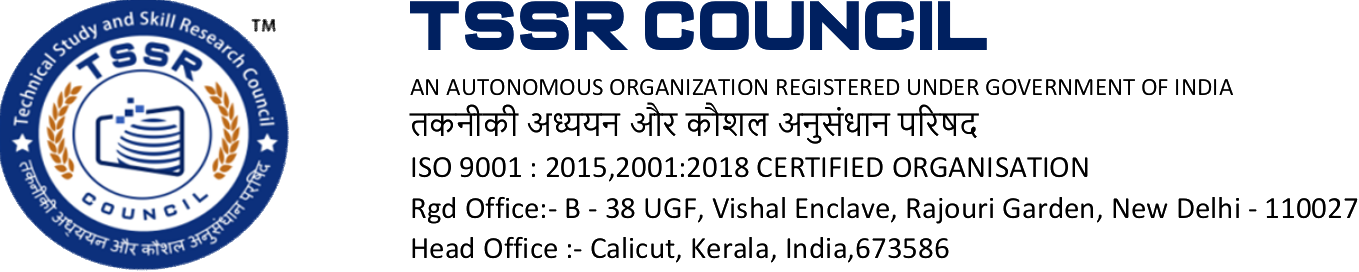 Technical Study and Skill Research Council
TM
TSSR
COUNCIL
तकनीकी अध्ययन और कौशल अनुसंधान परिषद
TSSR COUNCIL
AN AUTONOMOUS ORGANIZATION REGISTERED UNDER GOVERNMENT OF INDIA
तकनीकी अध्ययन और कौशल अनुसंधान परिषद
ISO 9001 : 2015,2001:2018 CERTIFIED ORGANISATION
Rgd Office:- B - 38 UGF, Vishal Enclave, Rajouri Garden, New Delhi - 110027
Head Office :- Calicut, Kerala, India,673586